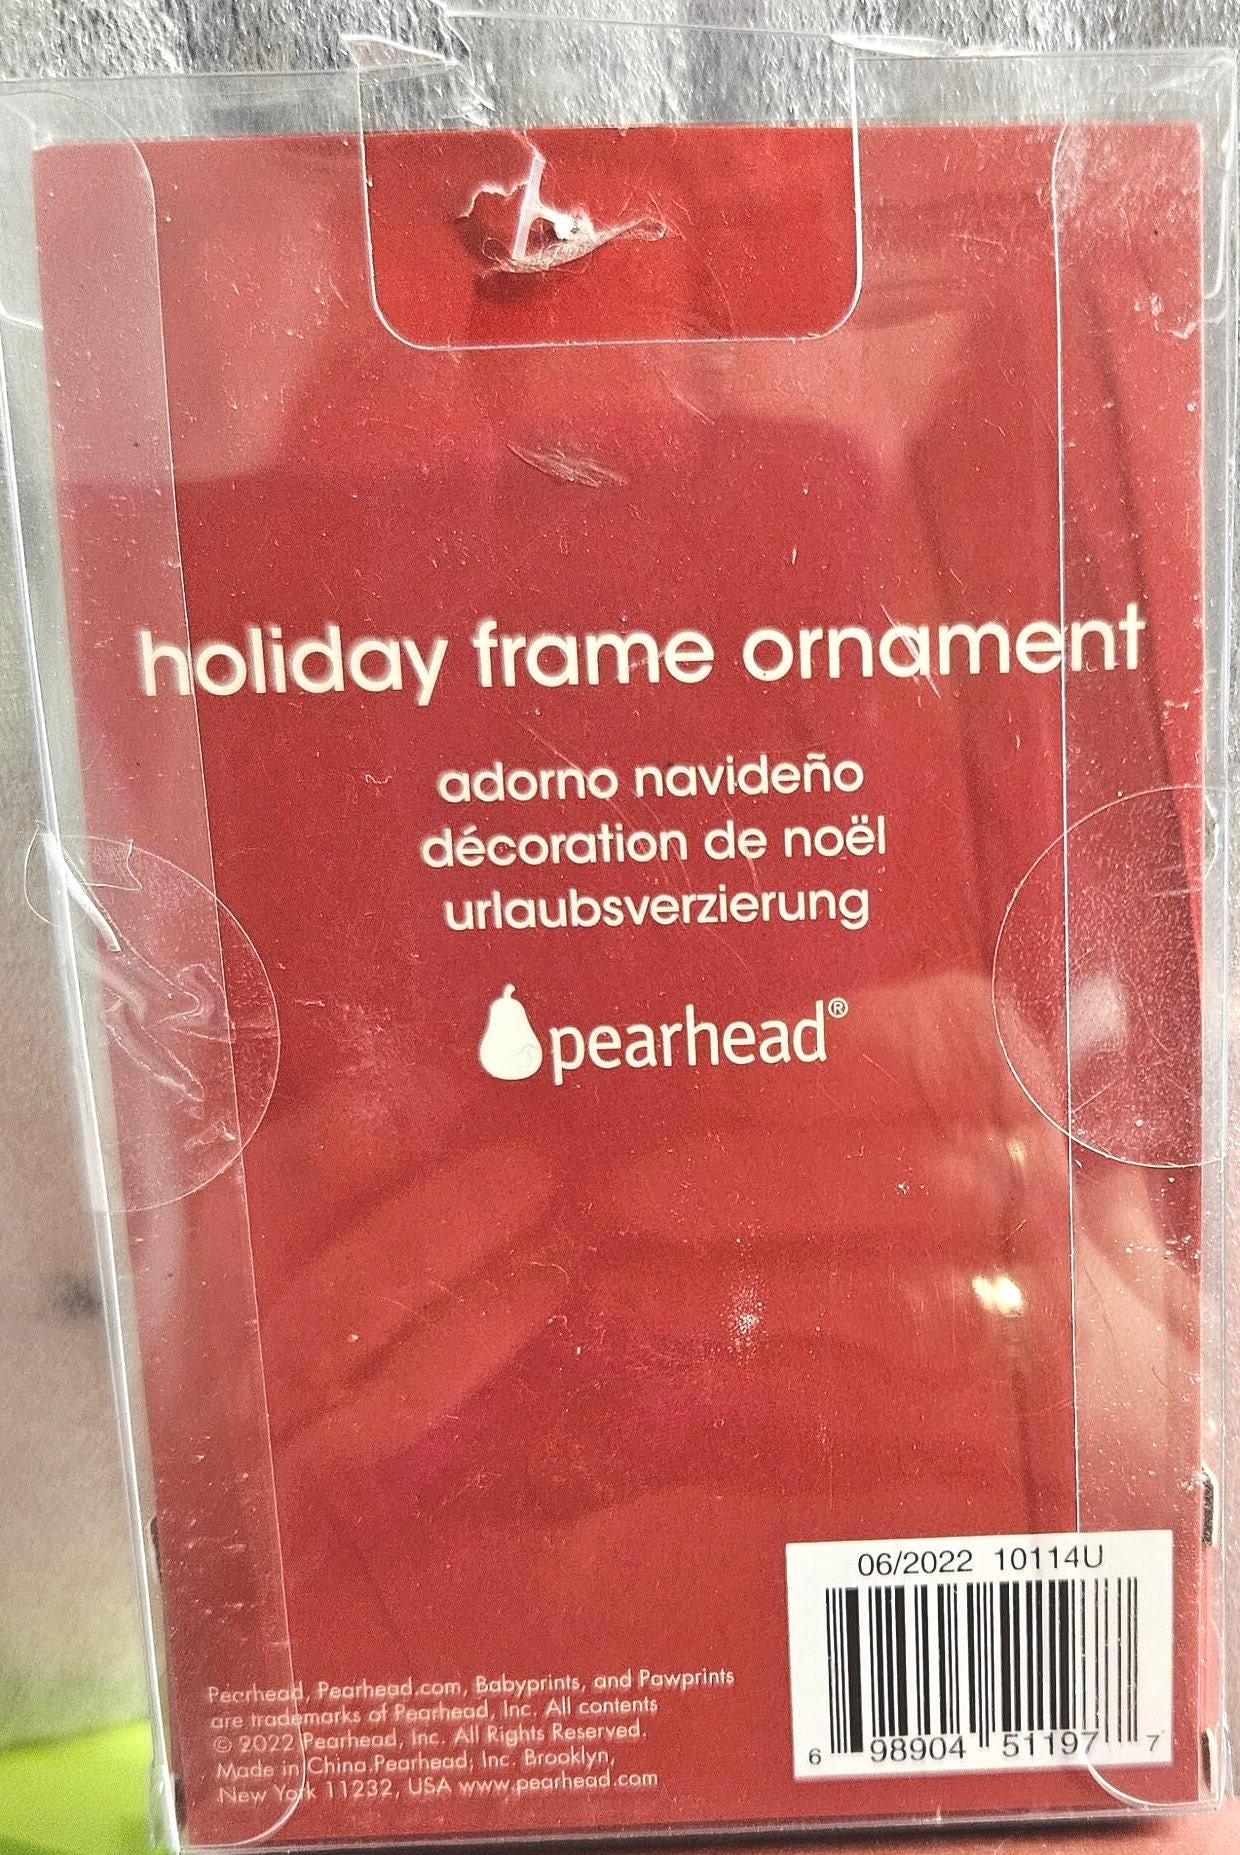 holiday frame ornament
adorno navideño
décoration de noël
urlaubsverzierung
pearhead®
06/2022 10114U
6 98904 51197 7
Pearhead, Pearhead.com, Babyprints, and Pawprints
are trademarks of Pearhead, Inc. All contents
© 2022 Pearhead, Inc. All Rights Reserved.
Made in China.Pearhead, Inc. Brooklyn,
New York 11232, USA www.pearhead.com